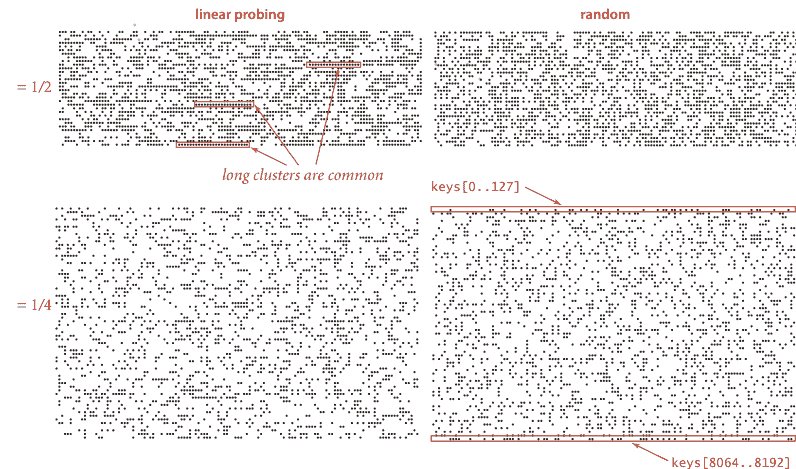 linear probing
random
= 1/2
long clusters are common
keys[0..127]
= 1/4
keys[8064..8192]